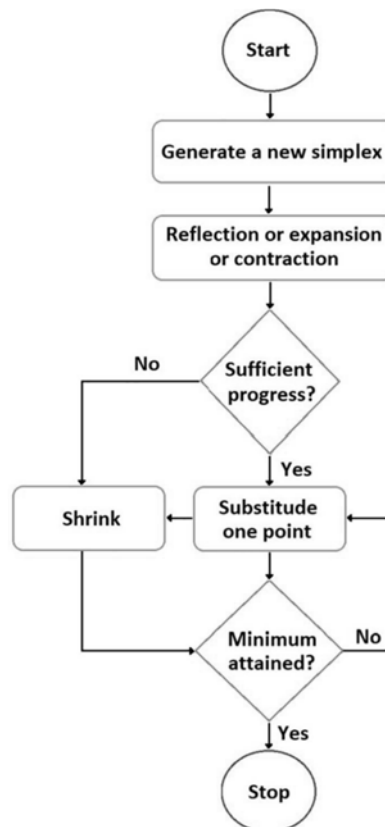 Start
Generate a new simplex
Reflection or expansion
or contraction
No
Sufficient
progress?
Yes
Shrink
Substitude
one point
Minimum
attained?
No
Yes
Stop